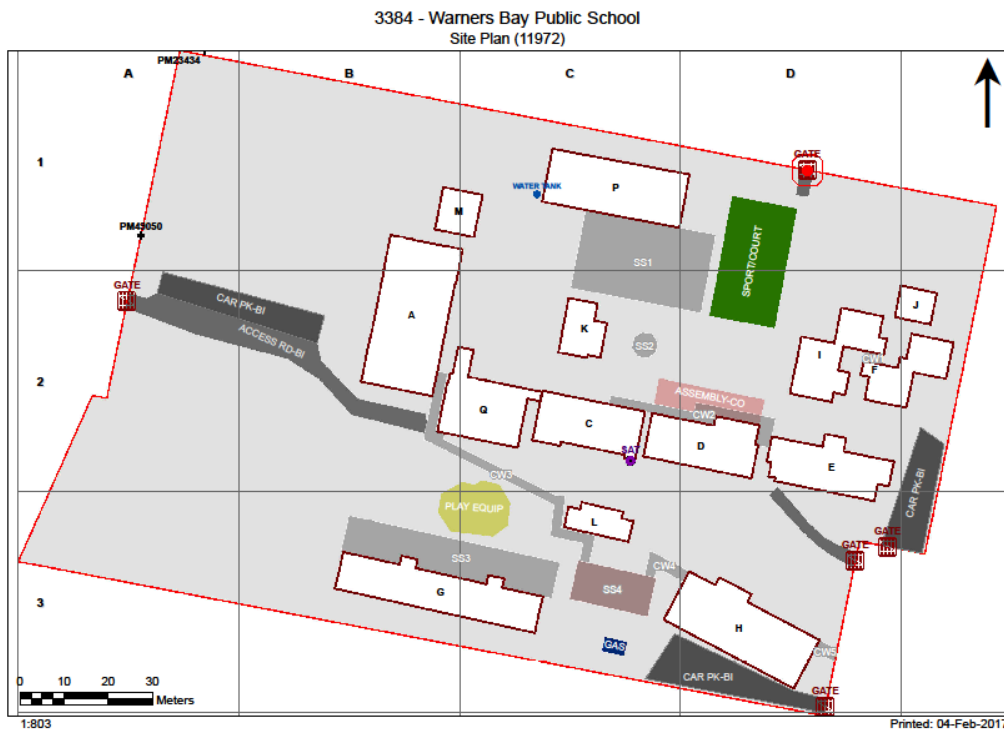 3384 - Warners Bay Public School
Site Plan (11972)
PM23434
A
B
C
D
1
GATE
P
WATER TANK
M
PM49050
SS1
SPORT/COURT
GATE
CAR PK-BI
J
A
K
ACCESS RD-BI
SS2
I
CW1
F
2
ASSEMBLY-CO
Q
C
CW2
D
SAT
E
CW3
CAR PK-BI
PLAY EQUIP
L
GATE
GATE
SS3
CW4
G
SS4
3
H
GAS
CW5
CAR PK-BI
0 10 20 30
Meters
GATE
1:803
Printed: 04-Feb-2017